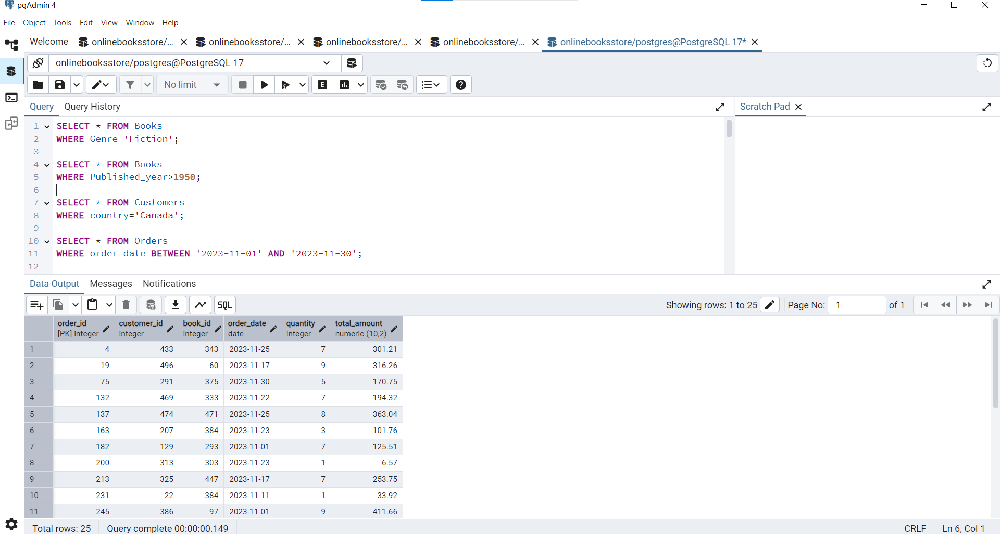 pgAdmin 4
File Object Tools Edit View Window Help
Welcome onlinebooksstore/... onlinebooksstore/... onlinebooksstore/... onlinebooksstore/... onlinebooksstore/postgres@PostgreSQL 17*
onlinebooksstore/postgres@PostgreSQL 17
No limit E
Query Query History Scratch Pad
1 SELECT * FROM Books
2 WHERE Genre='Fiction';
3
4 SELECT * FROM Books
5 WHERE Published_year>1950;
6
7 SELECT * FROM Customers
8 WHERE country='Canada';
9
10 SELECT * FROM Orders
11 WHERE order_date BETWEEN '2023-11-01' AND '2023-11-30';
12
Data Output Messages Notifications
SQL Showing rows: 1 to 25 Page No: 1 of 1
order_id customer_id book_id order_date quantity total_amount
[PK] integer integer integer date integer numeric (10,2)
1 4 433 343 2023-11-25 7 301.21
2 19 496 60 2023-11-17 9 316.26
3 75 291 375 2023-11-30 5 170.75
4 132 469 333 2023-11-22 7 194.32
5 137 474 471 2023-11-25 8 363.04
6 163 207 384 2023-11-23 3 101.76
7 182 129 293 2023-11-01 7 125.51
8 200 313 303 2023-11-23 1 6.57
9 213 325 447 2023-11-17 7 253.75
10 231 22 384 2023-11-11 1 33.92
11 245 386 97 2023-11-01 9 411.66
Total rows: 25 Query complete 00:00:00.149 CRLF Ln 6, Col 1